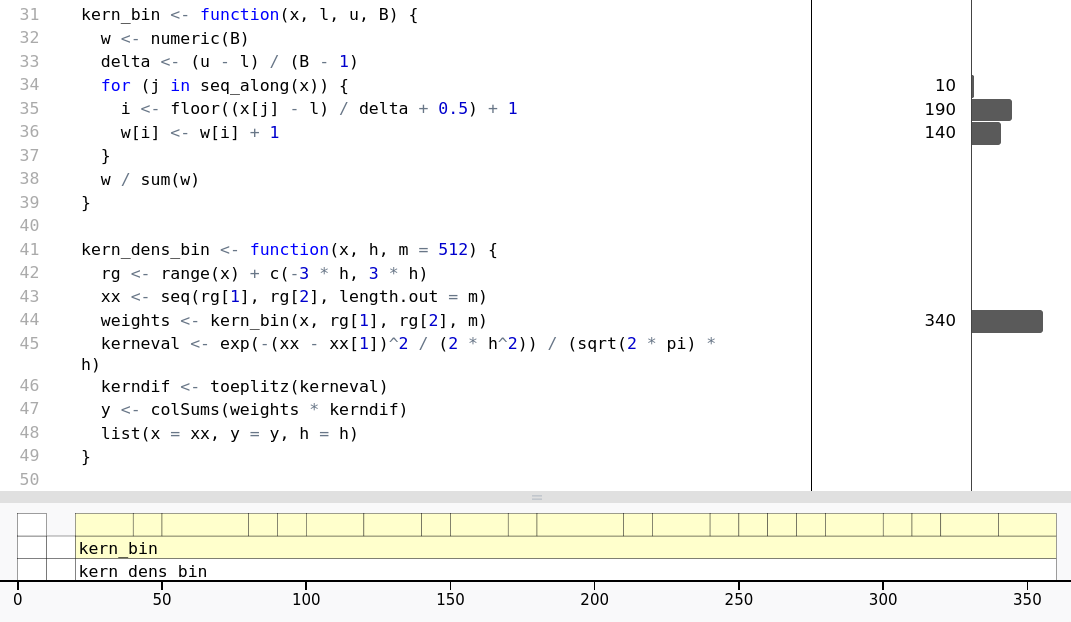 31 kern_bin <- function(x, l, u, B) {
32 w <- numeric(B)
33 delta <- (u - l) / (B - 1)
34 for (j in seq_along(x)) { 10
35 i <- floor((x[j] - l) / delta + 0.5) + 1 190
36 w[i] <- w[i] + 1 140
37 }
38 w / sum(w)
39 }
40
41 kern_dens_bin <- function(x, h, m = 512) {
42 rg <- range(x) + c(-3 * h, 3 * h)
43 xx <- seq(rg[1], rg[2], length.out = m)
44 weights <- kern_bin(x, rg[1], rg[2], m) 340
45 kerneval <- exp(-(xx - xx[1])^2 / (2 * h^2)) / (sqrt(2 * pi) *
h)
46 kerndif <- toeplitz(kerneval)
47 y <- colSums(weights * kerndif)
48 list(x = xx, y = y, h = h)
49 }
50
kern_bin
kern_dens_bin
0 50 100 150 200 250 300 350